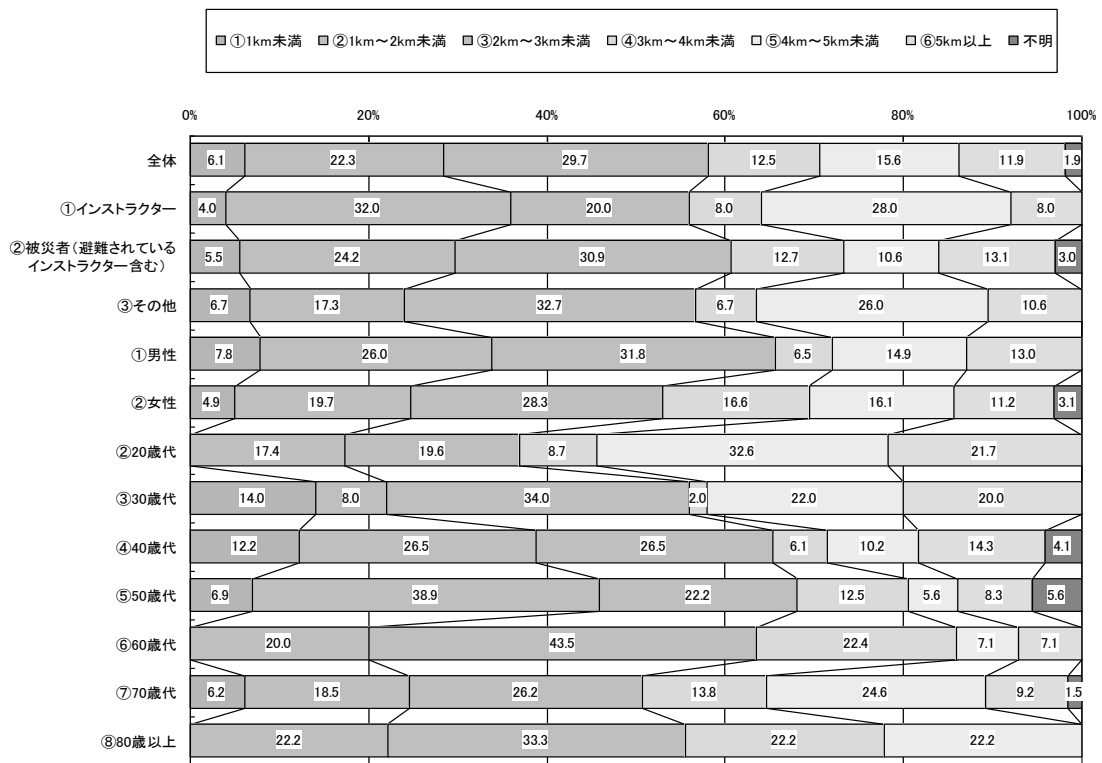 ①1km未満 ②1km～2km未満 ③2km～3km未満 ④3km～4km未満 ⑤4km～5km未満 ⑥5km以上 不明
0% 20% 40% 60% 80% 100%
全体 6.1 22.3 29.7 12.5 15.6 11.9 1.9
①インストラクター 4.0 32.0 20.0 8.0 28.0 8.0
②被災者（避難されている
インストラクター含む） 5.5 24.2 30.9 12.7 10.6 13.1 3.0
③その他 6.7 17.3 32.7 6.7 26.0 10.6
①男性 7.8 26.0 31.8 6.5 14.9 13.0
②女性 4.9 19.7 28.3 16.6 16.1 11.2 3.1
②20歳代 17.4 19.6 8.7 32.6 21.7
③30歳代 14.0 8.0 34.0 2.0 22.0 20.0
④40歳代 12.2 26.5 26.5 6.1 10.2 14.3 4.1
⑤50歳代 6.9 38.9 22.2 12.5 5.6 8.3 5.6
⑥60歳代 20.0 43.5 22.4 7.1 7.1
⑦70歳代 6.2 18.5 26.2 13.8 24.6 9.2 1.5
⑧80歳以上 22.2 33.3 22.2 22.2